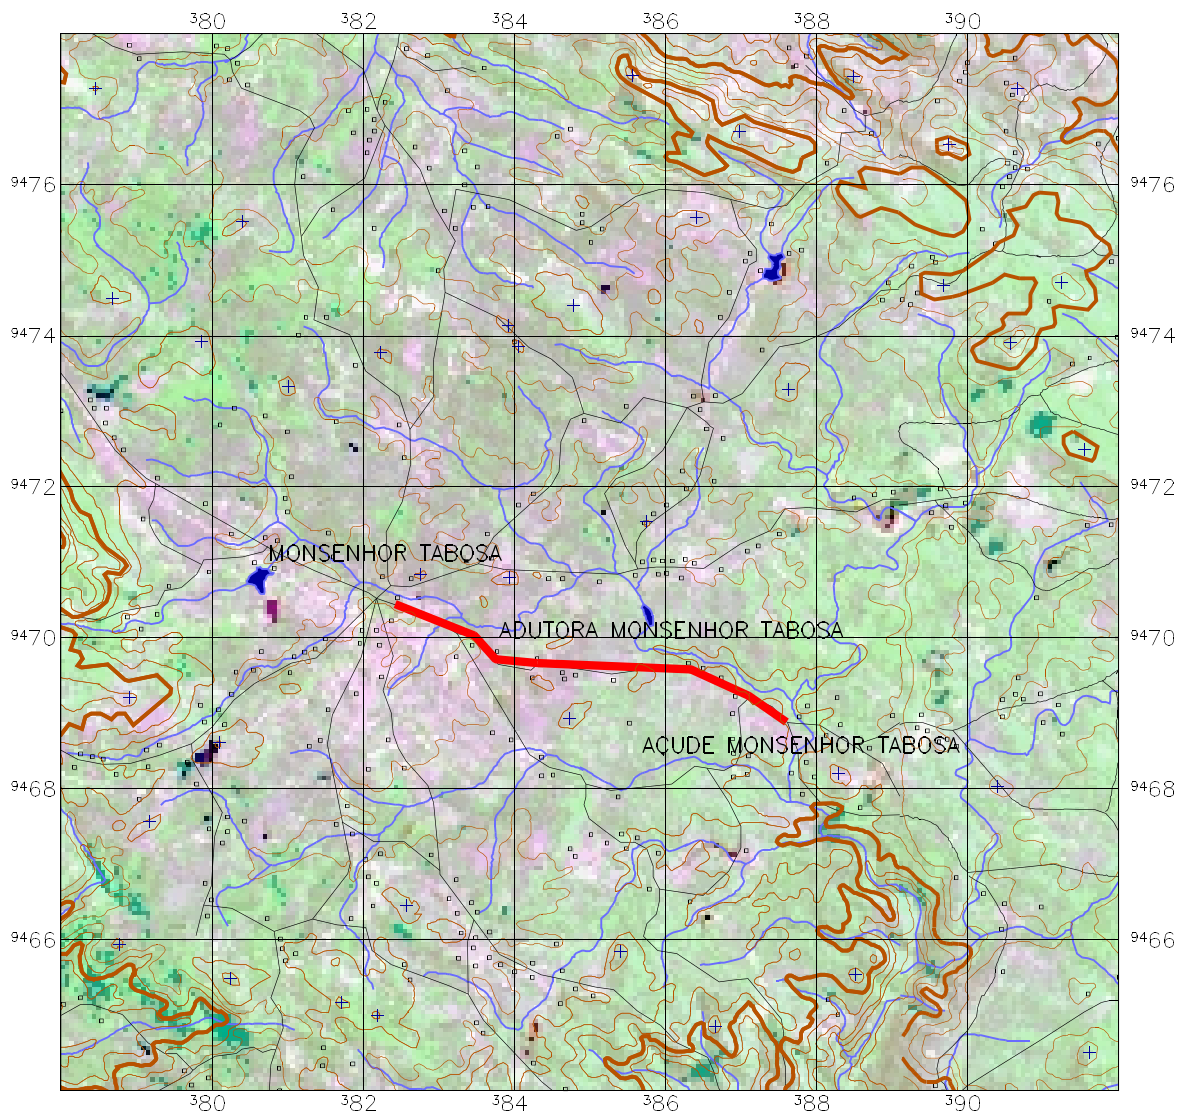 380 382 384 386 388 390
9476 9476
9474 9474
9472 9472
MONSENHOR TABOSA
9470 ADUTORA MONSENHOR TABOSA 9470
AÇUDE MONSENHOR TABOSA
9468 9468
9466 9466
380 382 384 386 388 390